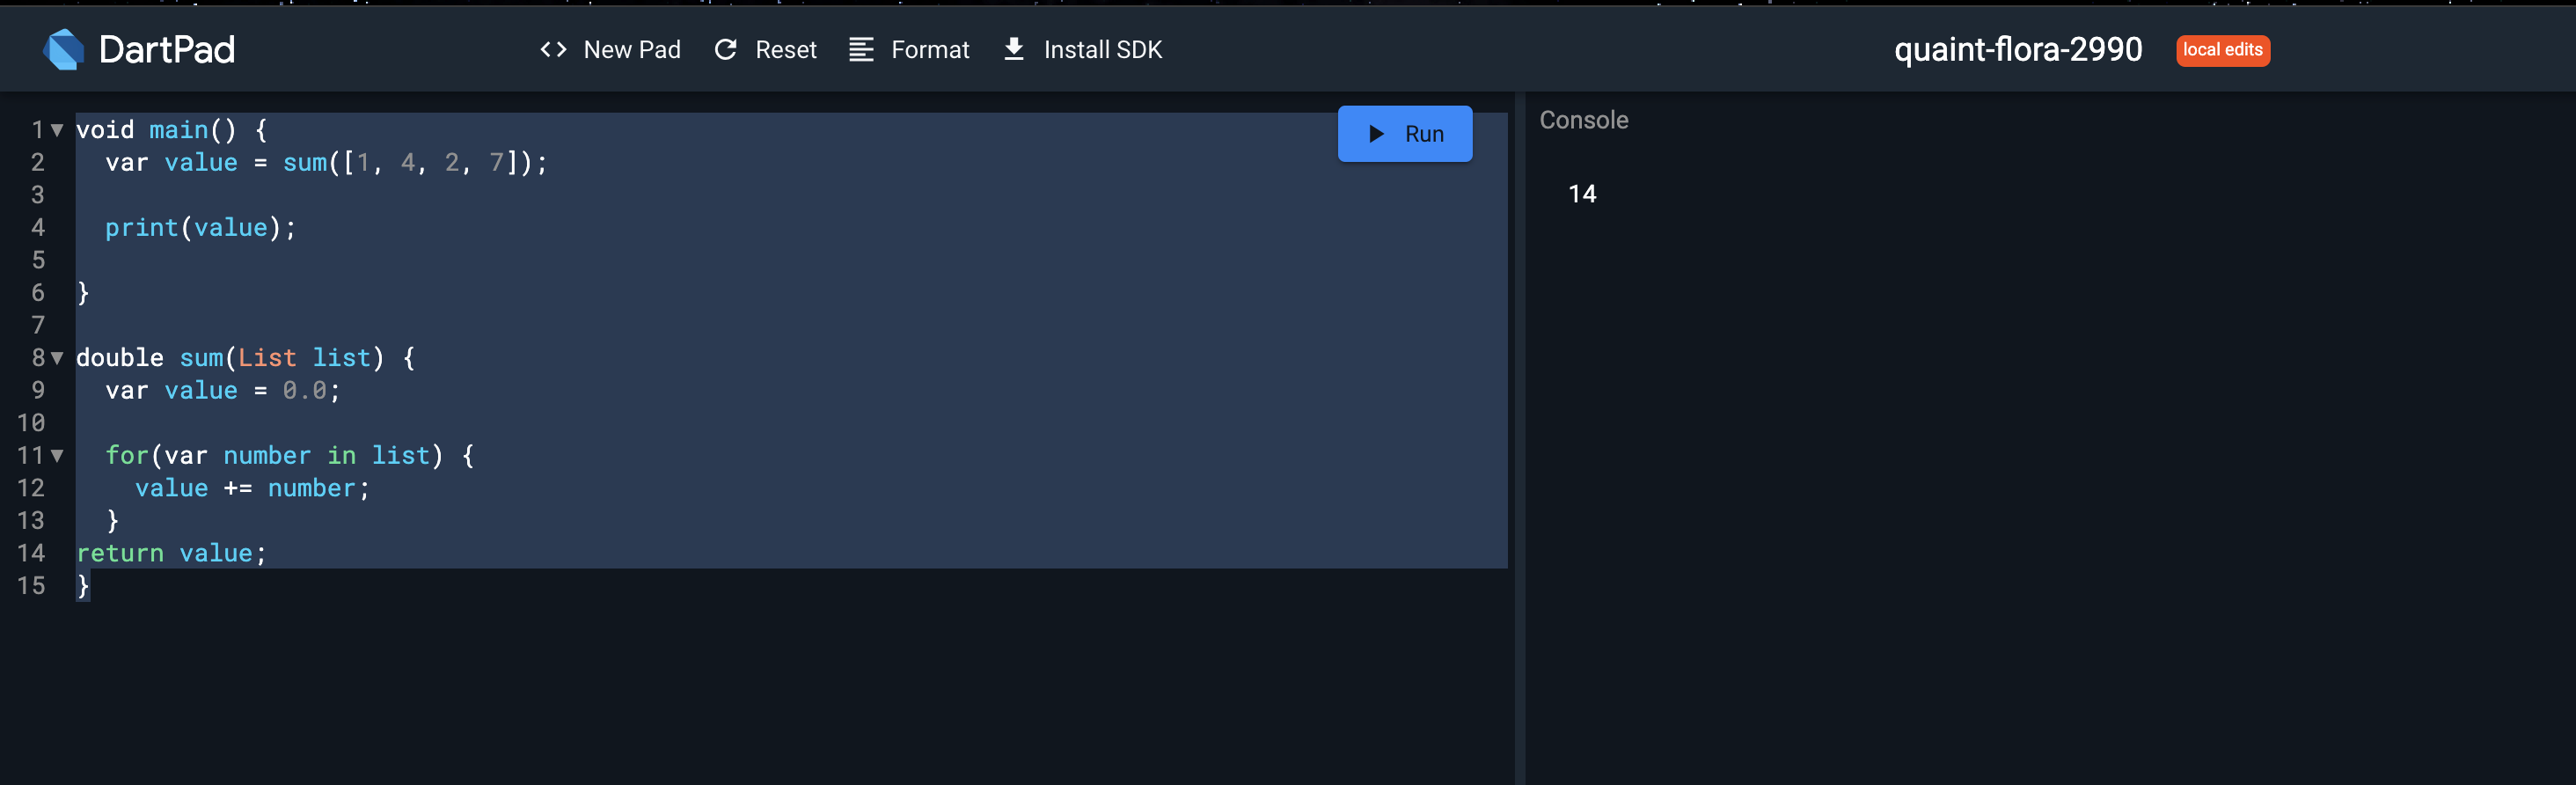 DartPad
<> New Pad Reset Format Install SDK
quaint-flora-2990 local edits
1 void main() {
2   var value = sum([1, 4, 2, 7]);
3
4   print(value);
5
6 }
7
8 double sum(List list) {
9   var value = 0.0;
10
11   for(var number in list) {
12     value += number;
13   }
14 return value;
15 }
Run
Console
14